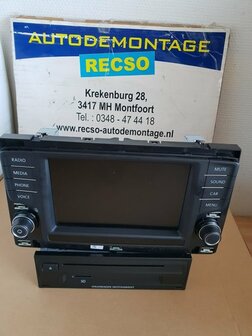 AUTODEMONTAGE
RECSO
Krekenburg 28,
3417 MH Montfoort
Tel. : 0348 - 47 44 18
www.recso-autodemontage.nl
RADIO
MEDIA
PHONE
VOICE
MUTE
SOUND
CAR
MENU